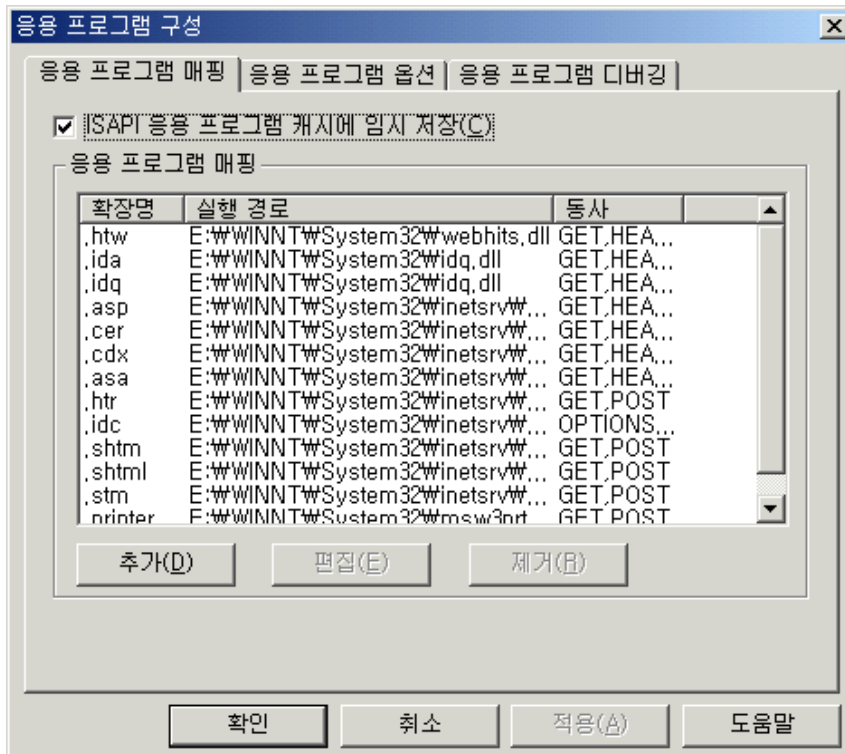 응용 프로그램 구성
응용 프로그램 매핑 응용 프로그램 옵션 응용 프로그램 디버깅
ISAPI 응용 프로그램 캐시에 임시 저장(C)
응용 프로그램 매핑
확장명 실행 경로 동사
.htw E:₩WINNT₩System32₩webhits.dll GET,HEA...
.ida E:₩WINNT₩System32₩idq.dll GET,HEA...
.idq E:₩WINNT₩System32₩idq.dll GET,HEA...
.asp E:₩WINNT₩System32₩inetsrv₩... GET,HEA...
.cer E:₩WINNT₩System32₩inetsrv₩... GET,HEA...
.cdx E:₩WINNT₩System32₩inetsrv₩... GET,HEA...
.asa E:₩WINNT₩System32₩inetsrv₩... GET,HEA...
.htr E:₩WINNT₩System32₩inetsrv₩... GET,POST
.idc E:₩WINNT₩System32₩inetsrv₩... OPTIONS...
.shtm E:₩WINNT₩System32₩inetsrv₩... GET,POST
.shtml E:₩WINNT₩System32₩inetsrv₩... GET,POST
.stm E:₩WINNT₩System32₩inetsrv₩... GET,POST
.printer E:₩WINNT₩System32₩msw3prt... GET,POST
추가(D) 편집(E) 제거(R)
확인 취소 적용(A) 도움말